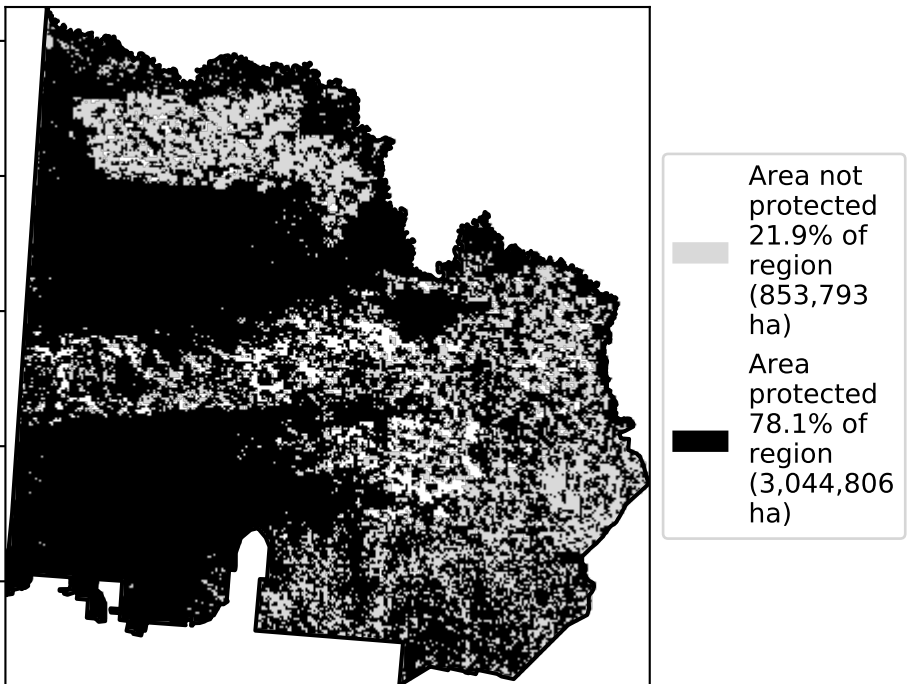 Area not
protected
21.9% of
region
(853,793
ha)
Area
protected
78.1% of
region
(3,044,806
ha)